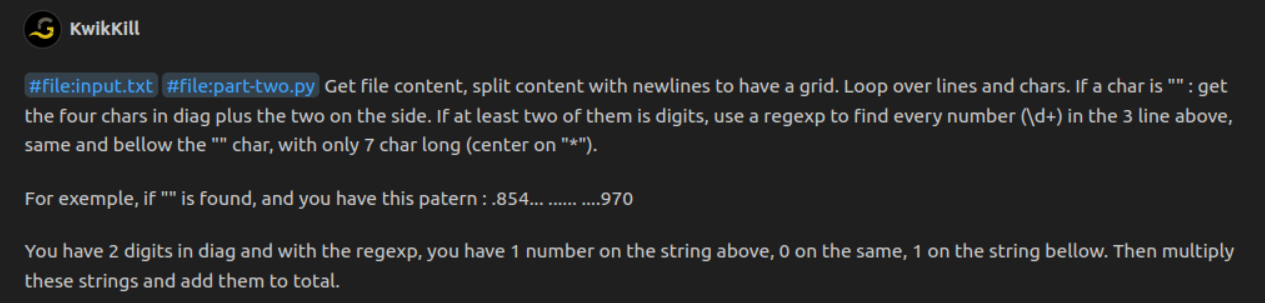 KwikKill
#file:input.txt #file:part-two.py Get file content, split content with newlines to have a grid. Loop over lines and chars. If a char is "" : get
the four chars in diag plus the two on the side. If at least two of them is digits, use a regexp to find every number (\d+) in the 3 line above,
same and bellow the "" char, with only 7 char long (center on "*").
For exemple, if "" is found, and you have this patern : .854... ...... ....970
You have 2 digits in diag and with the regexp, you have 1 number on the string above, 0 on the same, 1 on the string bellow. Then multiply
these strings and add them to total.